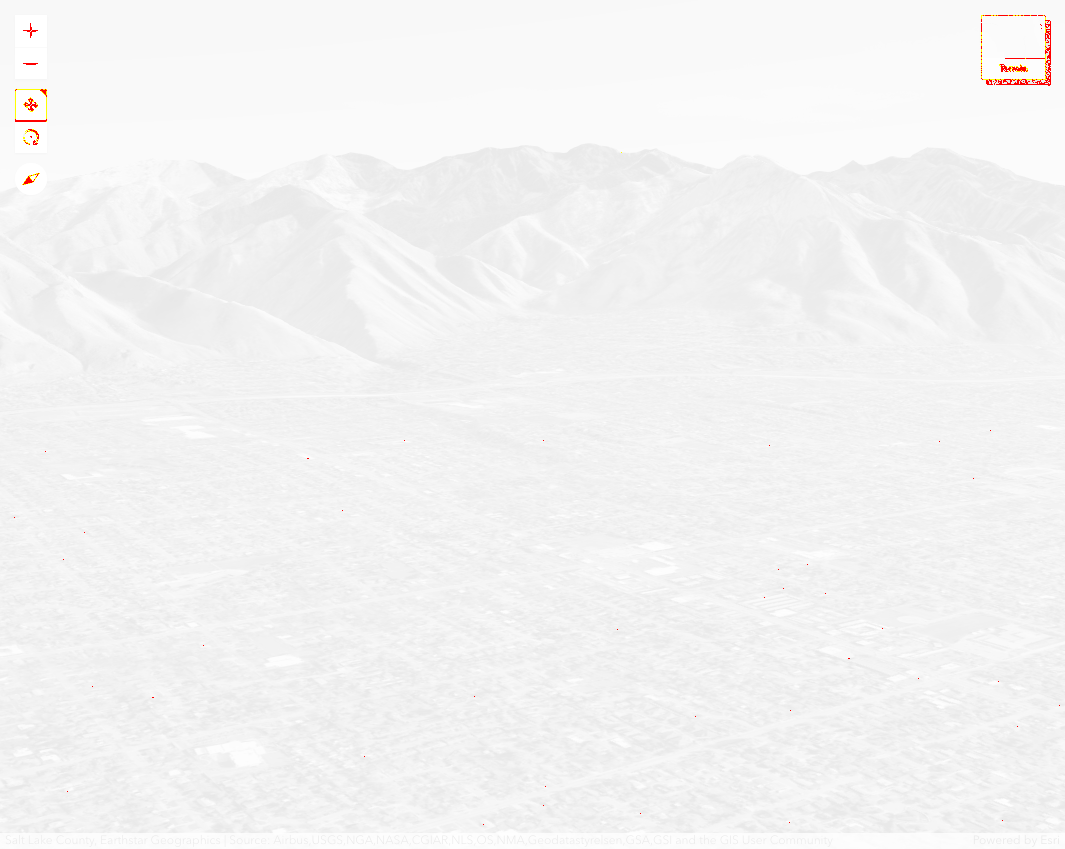 Salt Lake County, Earthstar Geographics | Source: Airbus,USGS,NGA,NASA,CGIAR,NLS,OS,NMA,Geodatastyrelsen,GSA,GSI and the GIS User Community
Powered by Esri